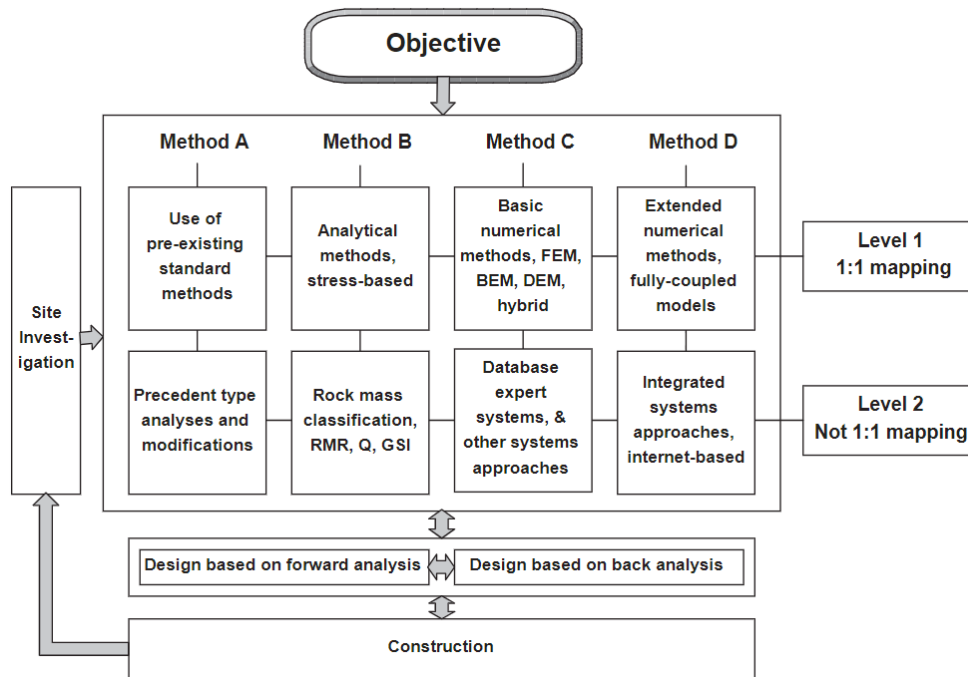 Objective
Method A
Method B
Method C
Method D
Use of
pre-existing
standard
methods
Analytical
methods,
stress-based
Basic
numerical
methods, FEM,
BEM, DEM,
hybrid
Extended
numerical
methods,
fully-coupled
models
Level 1
1:1 mapping
Site
Invest-
igation
Precedent type
analyses and
modifications
Rock mass
classification,
RMR, Q, GSI
Database
expert
systems, &
other systems
approaches
Integrated
systems
approaches,
internet-based
Level 2
Not 1:1 mapping
Design based on forward analysis
Design based on back analysis
Construction